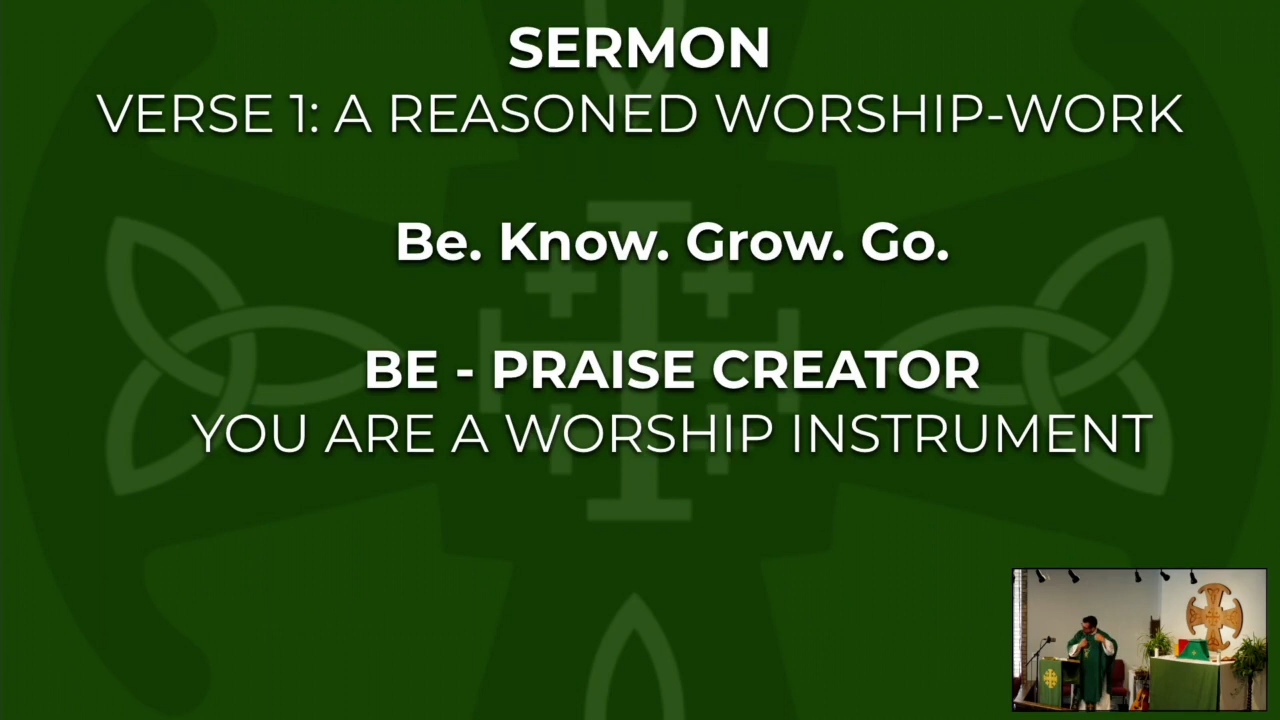 SERMON
VERSE 1: A REASONED WORSHIP-WORK
Be. Know. Grow. Go.
BE - PRAISE CREATOR
YOU ARE A WORSHIP INSTRUMENT